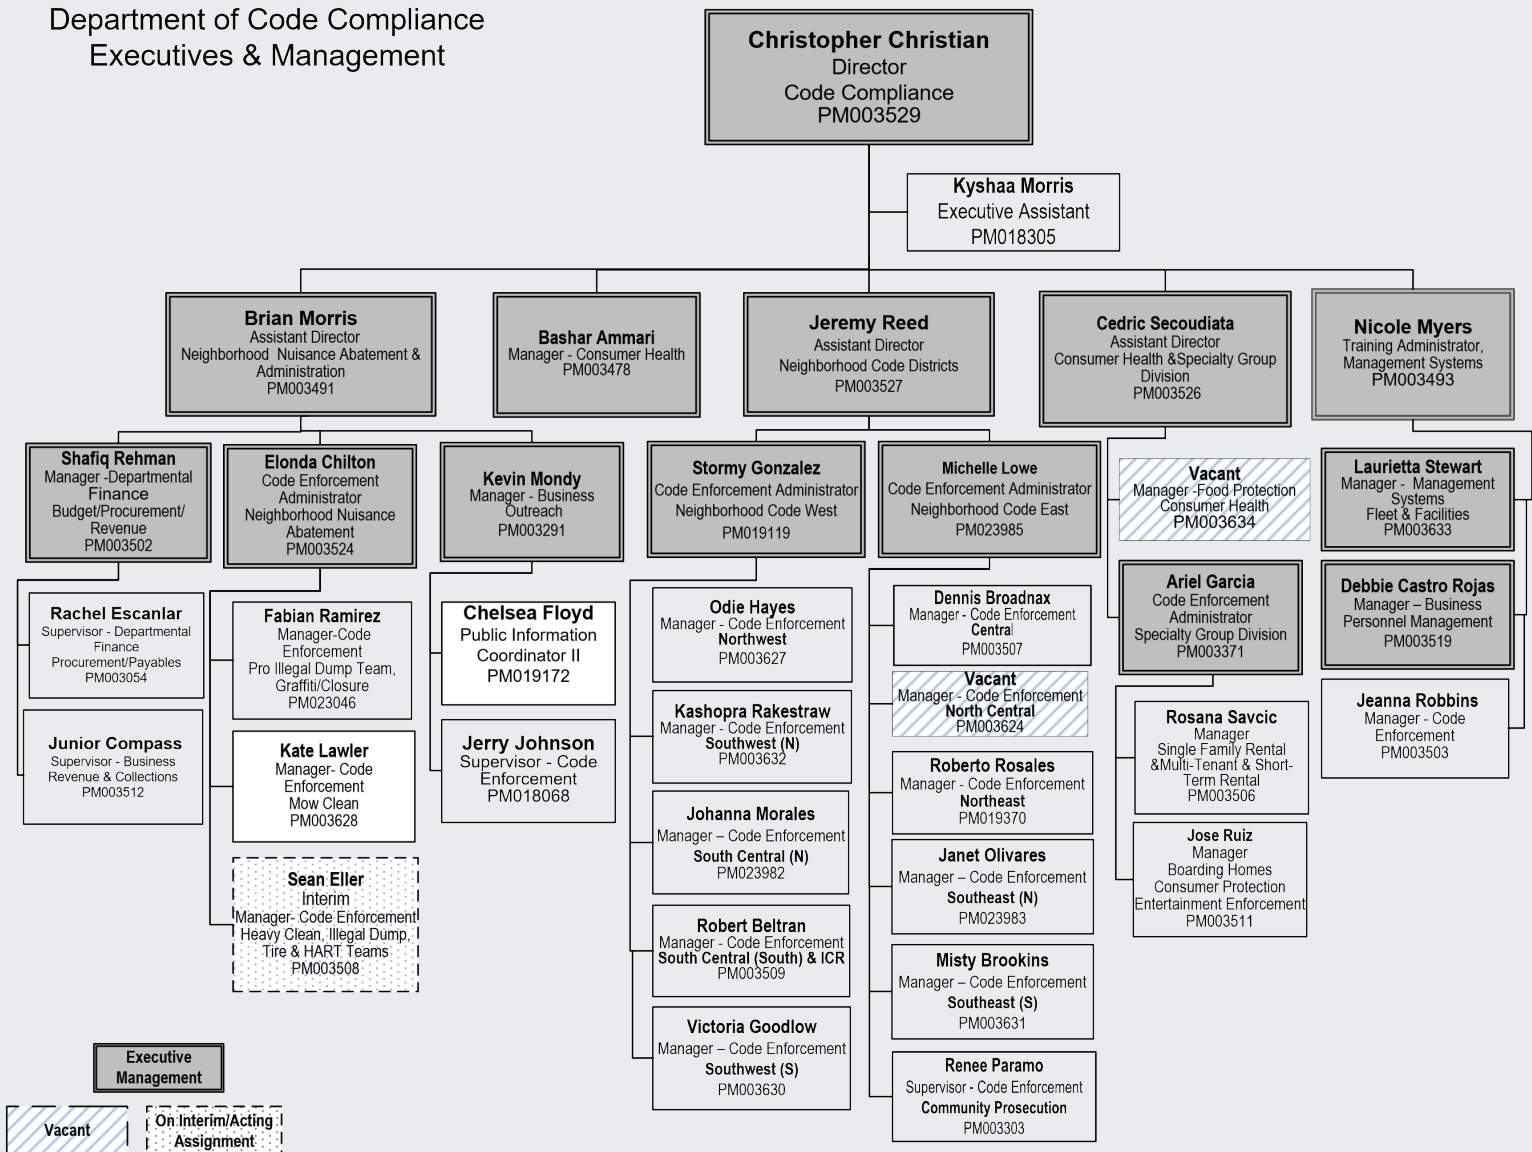 Department of Code Compliance
Executives & Management
Christopher Christian
Director
Code Compliance
PM003529
Kyshaa Morris
Executive Assistant
PM018305
Brian Morris
Assistant Director
Neighborhood Nuisance Abatement &
Administration
PM003491
Bashar Ammari
Manager - Consumer Health
PM003478
Jeremy Reed
Assistant Director
Neighborhood Code Districts
PM003527
Cedric Secoudiata
Assistant Director
Consumer Health &Specialty Group
Division
PM003526
Nicole Myers
Training Administrator,
Management Systems
PM003493
Shafiq Rehman
Manager -Departmental
Finance
Budget/Procurement/
Revenue
PM003502
Elonda Chilton
Code Enforcement
Administrator
Neighborhood Nuisance
Abatement
PM003524
Kevin Mondy
Manager - Business
Outreach
PM003291
Stormy Gonzalez
Code Enforcement Administrator
Neighborhood Code West
PM019119
Michelle Lowe
Code Enforcement Administrator
Neighborhood Code East
PM023985
Vacant
Manager -Food Protection
Consumer Health
PM003634
Laurietta Stewart
Manager - Management
Systems
Fleet & Facilities
PM003633
Rachel Escanlar
Supervisor - Departmental
Finance
Procurement/Payables
PM003054
Junior Compass
Supervisor - Business
Revenue & Collections
PM003512
Fabian Ramirez
Manager-Code
Enforcement
Pro Illegal Dump Team,
Graffiti/Closure
PM023046
Kate Lawler
Manager- Code
Enforcement
Mow Clean
PM003628
Sean Eller
Interim
Manager- Code Enforcement
Heavy Clean, Illegal Dump,
Tire & HART Teams
PM003508
Chelsea Floyd
Public Information
Coordinator II
PM019172
Jerry Johnson
Supervisor - Code
Enforcement
PM018068
Odie Hayes
Manager - Code Enforcement
Northwest
PM003627
Kashopra Rakestraw
Manager - Code Enforcement
Southwest (N)
PM003632
Johanna Morales
Manager – Code Enforcement
South Central (N)
PM023982
Robert Beltran
Manager - Code Enforcement
South Central (South) & ICR
PM003509
Victoria Goodlow
Manager – Code Enforcement
Southwest (S)
PM003630
Dennis Broadnax
Manager - Code Enforcement
Central
PM003507
Vacant
Manager - Code Enforcement
North Central
PM003624
Roberto Rosales
Manager - Code Enforcement
Northeast
PM019370
Janet Olivares
Manager – Code Enforcement
Southeast (N)
PM023983
Misty Brookins
Manager – Code Enforcement
Southeast (S)
PM003631
Renee Paramo
Supervisor - Code Enforcement
Community Prosecution
PM003303
Ariel Garcia
Code Enforcement
Administrator
Specialty Group Division
PM003371
Rosana Savcic
Manager
Single Family Rental
&Multi-Tenant & Short-
Term Rental
PM003506
Jose Ruiz
Manager
Boarding Homes
Consumer Protection
Entertainment Enforcement
PM003511
Debbie Castro Rojas
Manager – Business
Personnel Management
PM003519
Jeanna Robbins
Manager - Code
Enforcement
PM003503
Executive
Management
Vacant
On Interim/Acting
Assignment